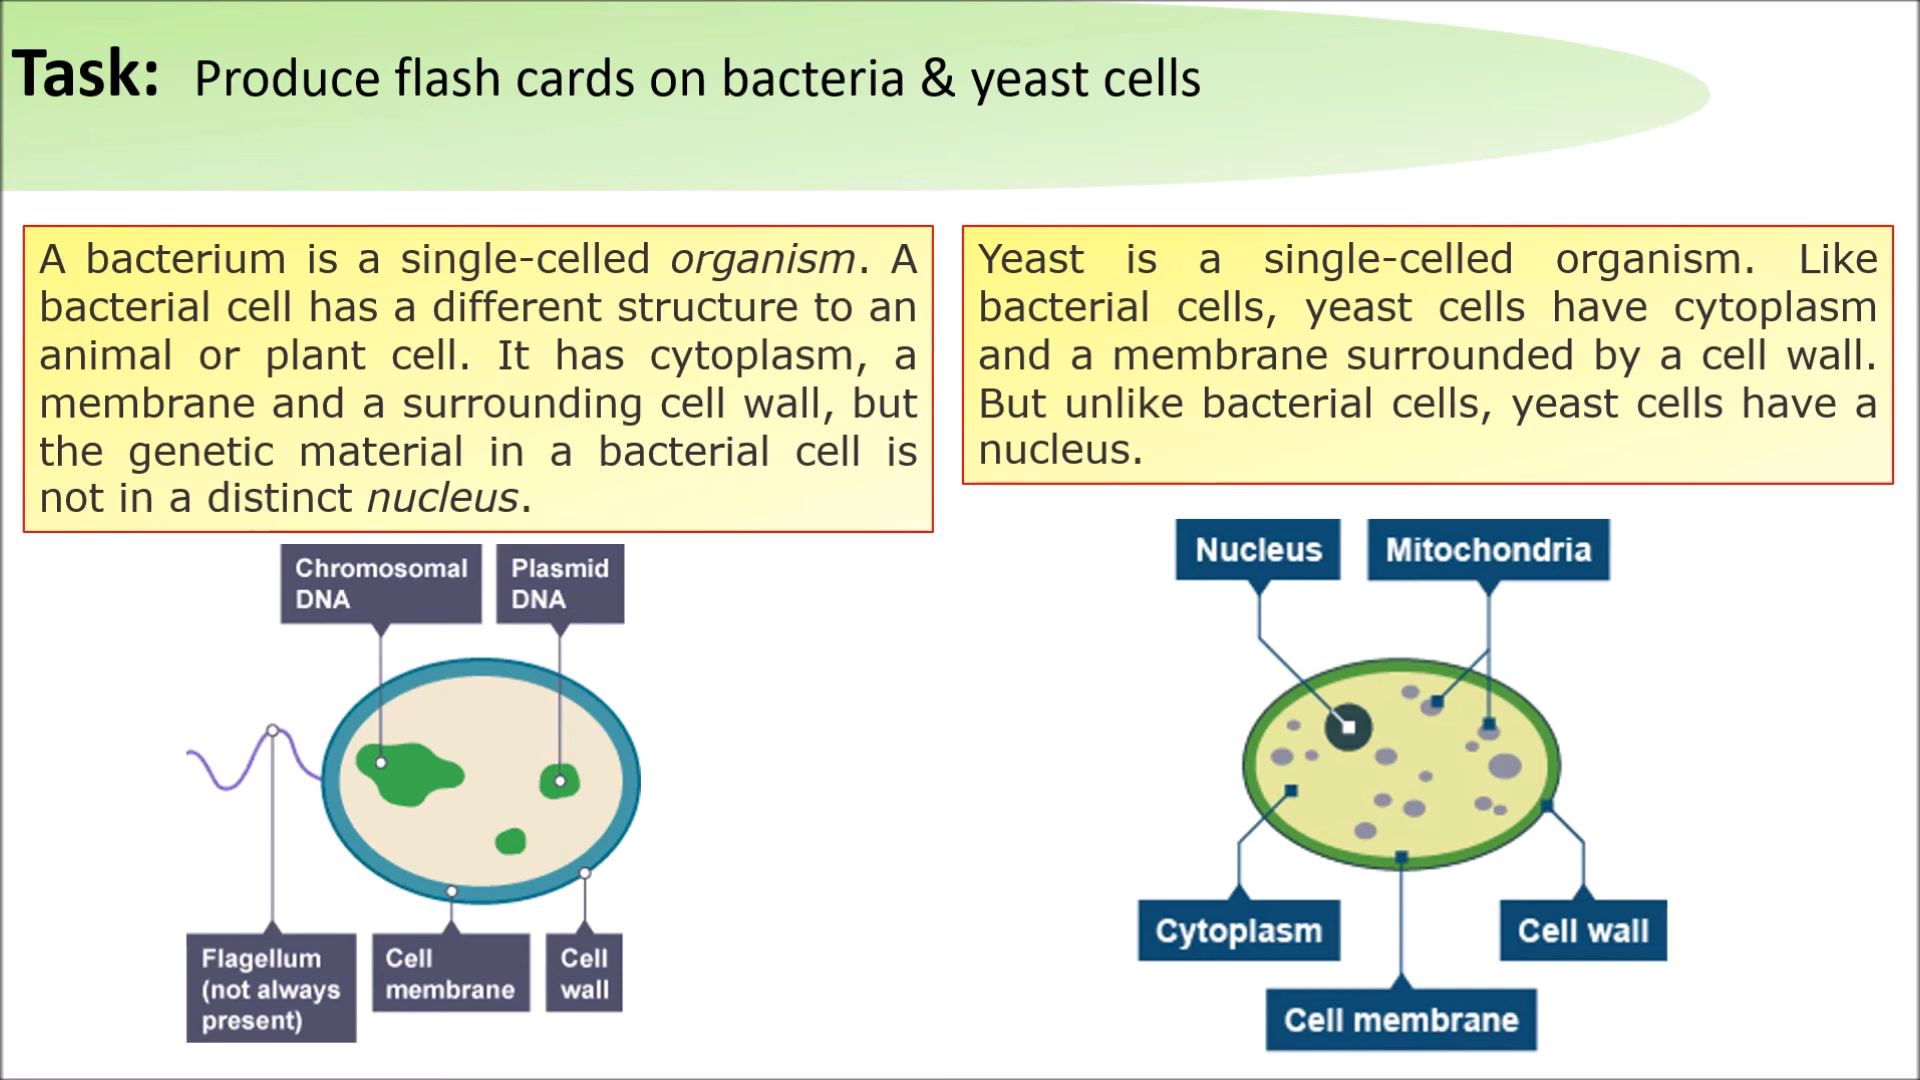 Task: Produce flash cards on bacteria & yeast cells
A bacterium is a single-celled organism. A
bacterial cell has a different structure to an
animal or plant cell. It has cytoplasm, a
membrane and a surrounding cell wall, but
the genetic material in a bacterial cell is
not in a distinct nucleus.
Yeast is a single-celled organism. Like
bacterial cells, yeast cells have cytoplasm
and a membrane surrounded by a cell wall.
But unlike bacterial cells, yeast cells have a
nucleus.
Chromosomal
DNA
Plasmid
DNA
Flagellum
(not always
present)
Cell
membrane
Cell
wall
Nucleus
Mitochondria
Cytoplasm
Cell wall
Cell membrane